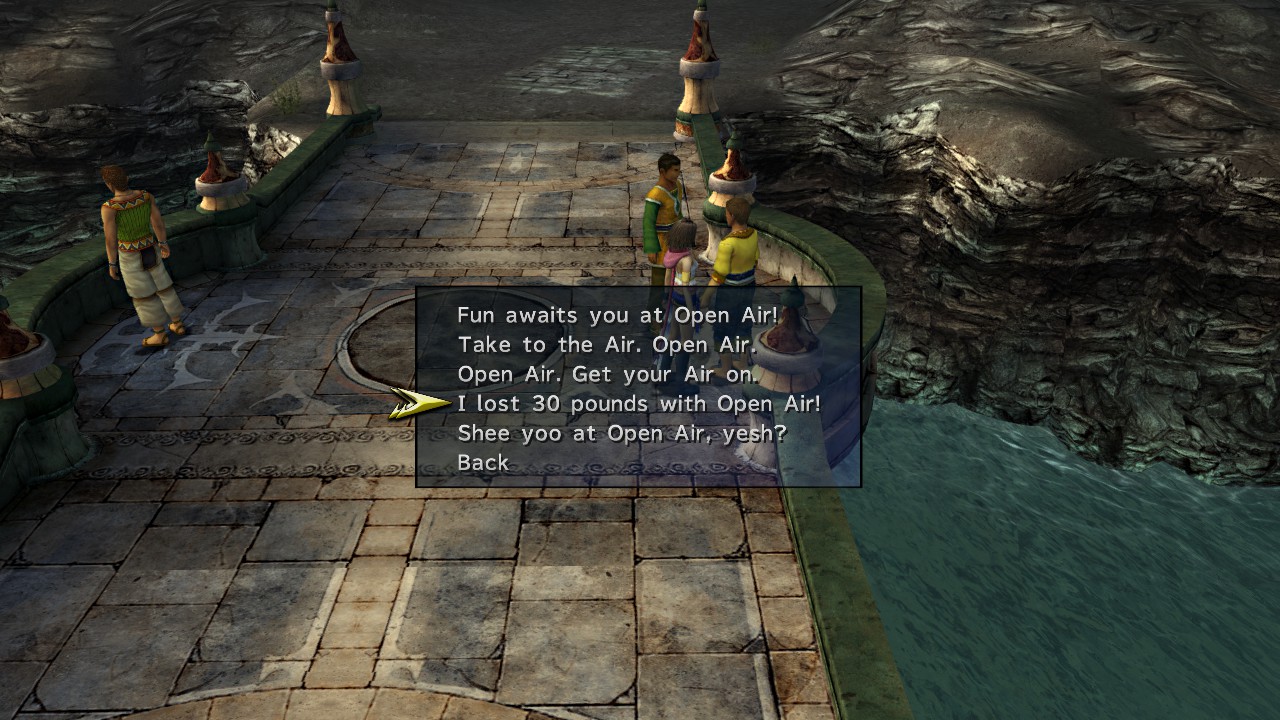 Fun awaits you at Open Air!
Take to the Air. Open Air.
Open Air. Get your Air on.
I lost 30 pounds with Open Air!
Shee yoo at Open Air, yesh?
Back